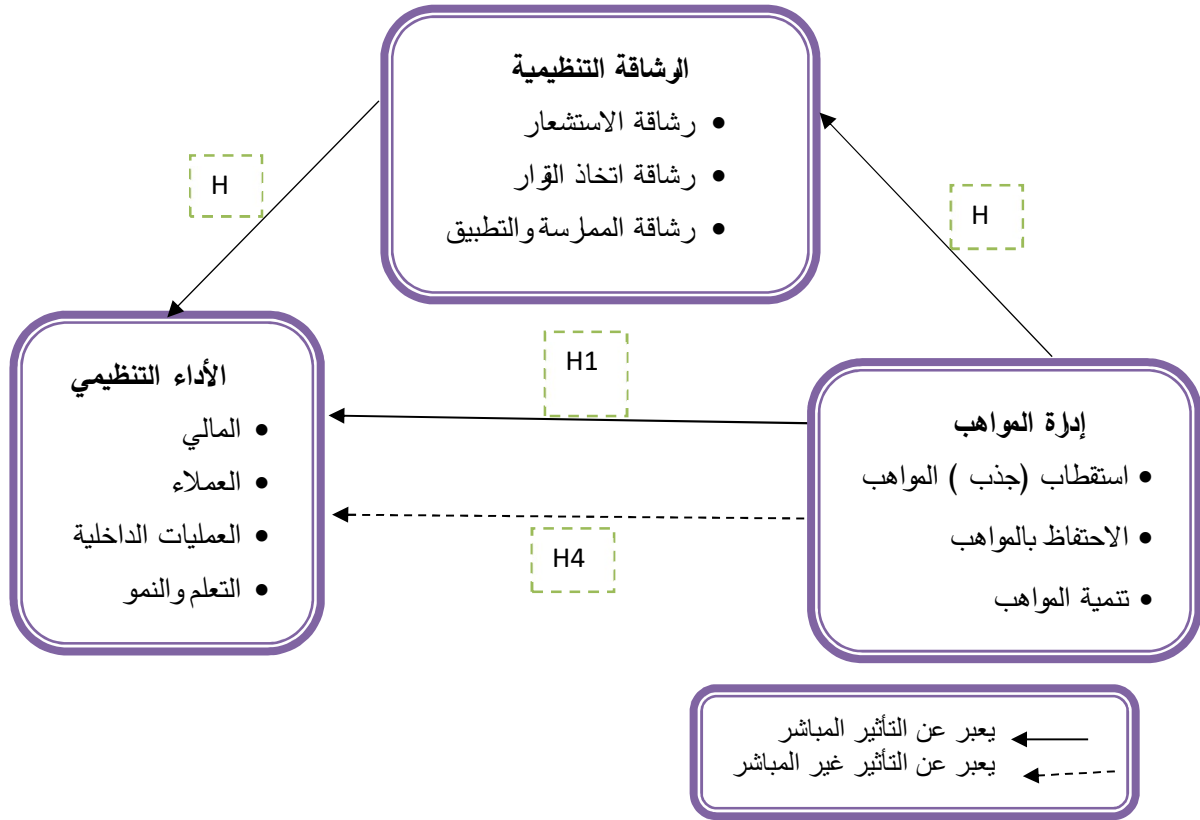 الرشاقة التنظيمية
• رشاقة الاستشعار
• رشاقة اتخاذ القرار
• رشاقة الممارسة والتطبيق
H
H
H1
إدارة المواهب
• استقطاب (جذب ) المواهب
• الاحتفاظ بالمواهب
• تنمية المواهب
الأداء التنظيمي
• المالي
• العملاء
• العمليات الداخلية
• التعلم والنمو
H4
يعبر عن التأثير المباشر
يعبر عن التأثير غير المباشر